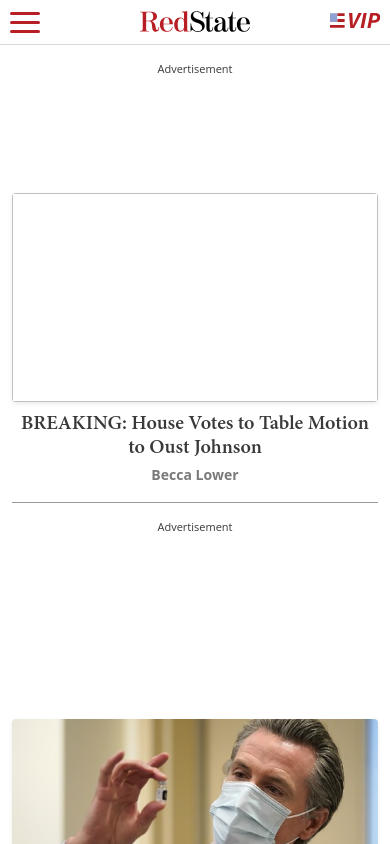 RedState
VIP
Advertisement
BREAKING: House Votes to Table Motion
to Oust Johnson
Becca Lower
Advertisement